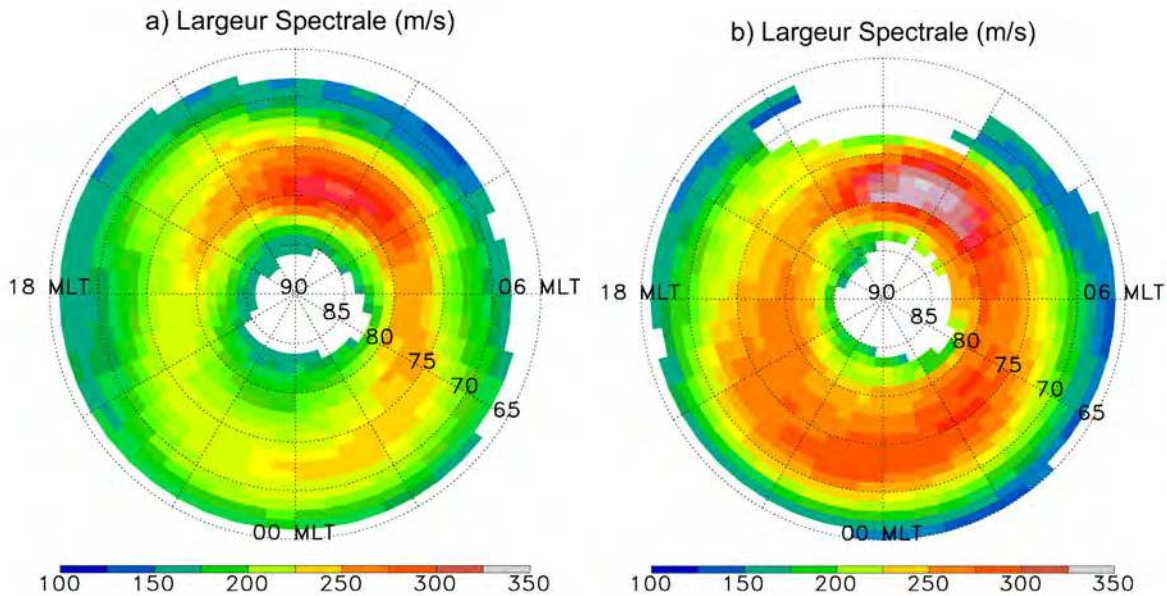 a) Largeur Spectrale (m/s)
18 MLT
90
06 MLT
85
80
75
70
65
00 MLT
100 150 200 250 300 350
b) Largeur Spectrale (m/s)
18 MLT
90
06 MLT
85
80
75
70
65
00 MLT
100 150 200 250 300 350